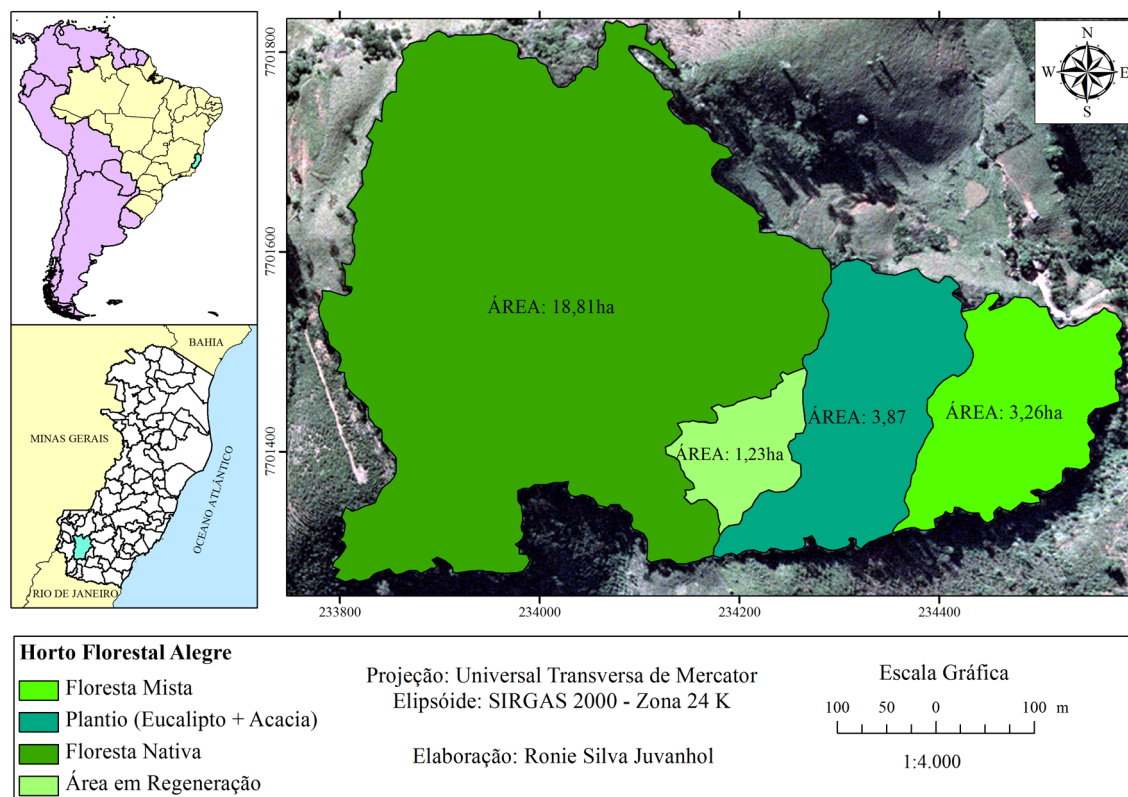 BAHIA
MINAS GERAIS
OCEANO ATLÂNTICO
RIO DE JANEIRO
N
W
E
S
7701800
7701600
7701400
ÁREA: 18,81ha
ÁREA: 3,87
ÁREA: 3,26ha
ÁREA: 1,23ha
233800
234000
234200
234400
Horto Florestal Alegre
Floresta Mista
Plantio (Eucalipto + Acacia)
Floresta Nativa
Área em Regeneração
Projeção: Universal Transversa de Mercator
Elipsóide: SIRGAS 2000 - Zona 24 K
Elaboração: Ronie Silva Juvanhol
Escala Gráfica
100 50 0 50 100 m
1:4.000